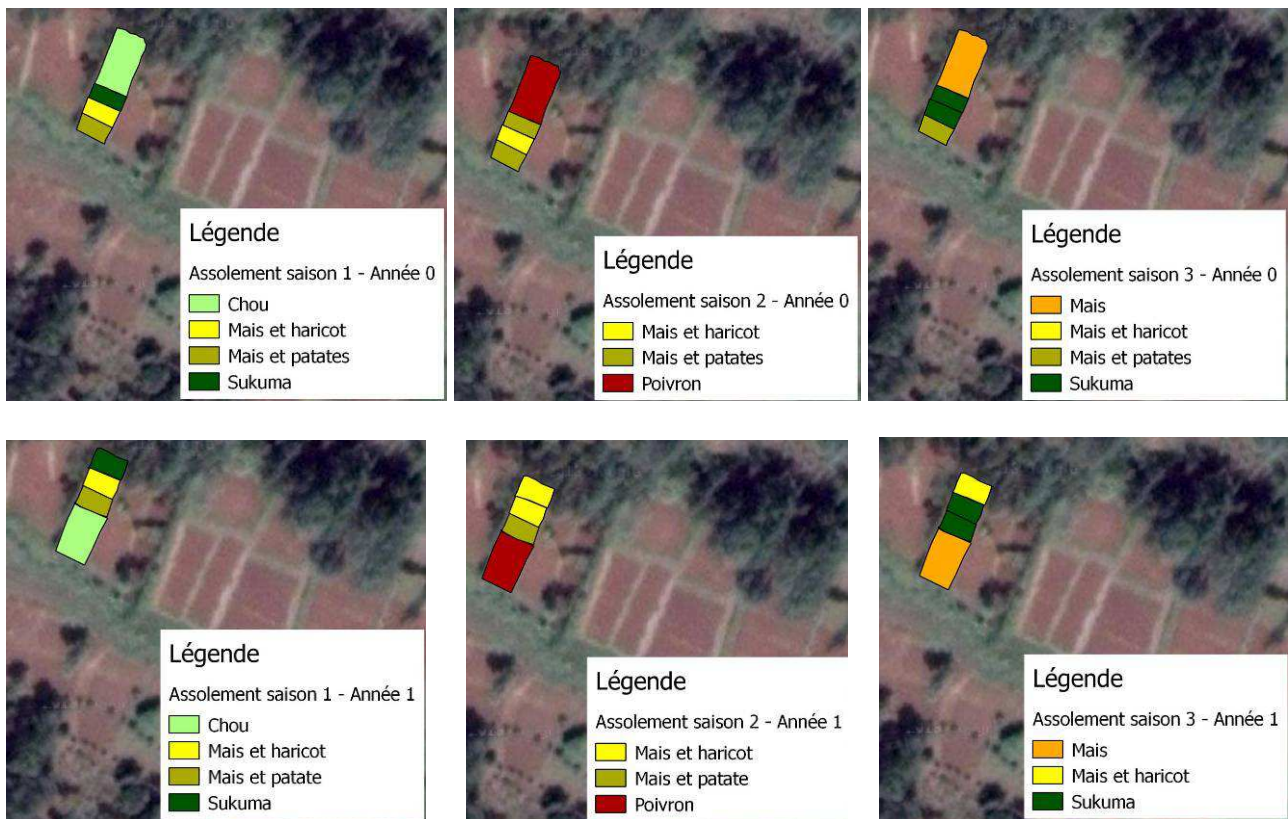 Légende
Assolement saison 1 - Année 0
Chou
Mais et haricot
Mais et patates
Sukuma
Légende
Assolement saison 2 - Année 0
Mais et haricot
Mais et patates
Poivron
Légende
Assolement saison 3 - Année 0
Mais
Mais et haricot
Mais et patates
Sukuma
Légende
Assolement saison 1 - Année 1
Chou
Mais et haricot
Mais et patate
Sukuma
Légende
Assolement saison 2 - Année 1
Mais et haricot
Mais et patate
Poivron
Légende
Assolement saison 3 - Année 1
Mais
Mais et haricot
Sukuma